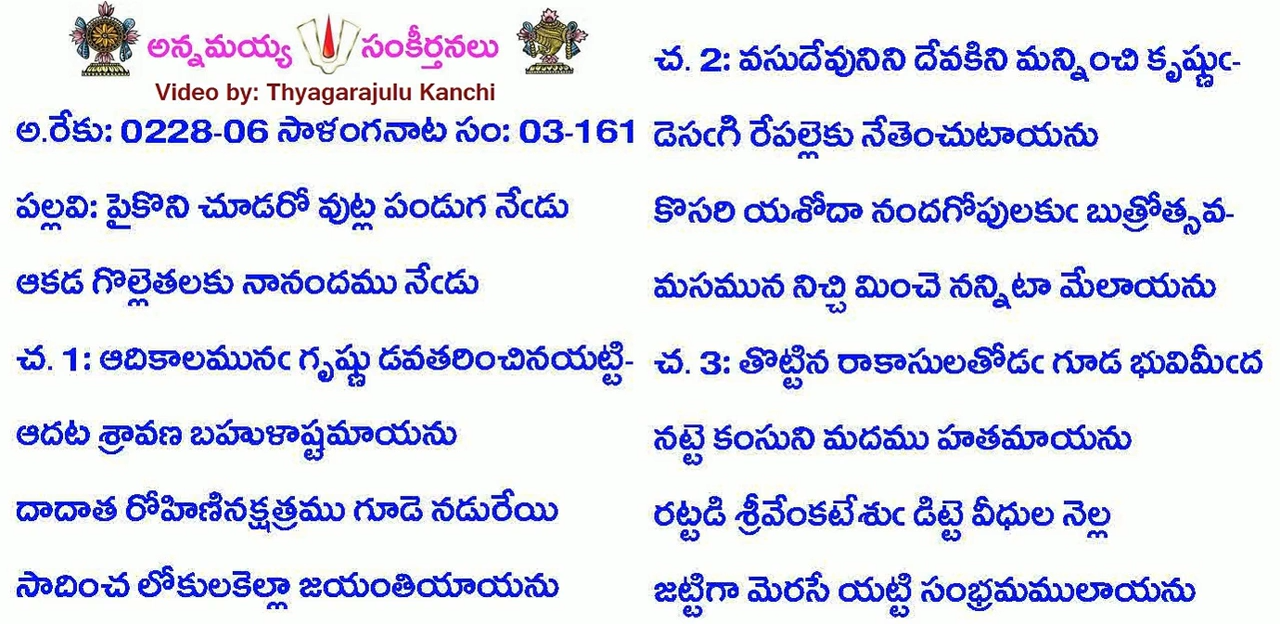 అన్నమయ్య సంకీర్తనలు
Video by: Thyagarajulu Kanchi
అ.రేకు: 0228-06 సాళంగనాట సం: 03-161
పల్లవి: పైకొని చూడరో వుట్ల పండుగ నేఁడు
ఆకడ గొల్లెతలకు నానందము నేఁడు
చ. 1: ఆదికాలమునఁ గృష్ణు డవతరించినయట్టి-
ఆదట శ్రావణ బహుళాష్టమాయను
దాదాత రోహిణినక్షత్రము గూడె నడురేయి
సాదించ లోకులకెల్లా జయంతియాయను
చ. 2: వసుదేవునిని దేవకిని మన్నించి కృష్ణుఁ-
డెసఁగి రేపల్లెకు నేతెంచుటాయను
కొసరి యశోదా నందగోపులకుఁ బుత్రోత్సవ-
మసమున నిచ్చి మించె నన్నిటా మేలాయను
చ. 3: తొట్టిన రాకాసులతోడఁ గూడ భువిమీఁద
నట్టె కంసుని మదము హతమాయను
రట్టడి శ్రీవేంకటేశుఁ డిట్టె వీధుల నెల్ల
జట్టిగా మెరసే యట్టి సంభ్రమములాయను